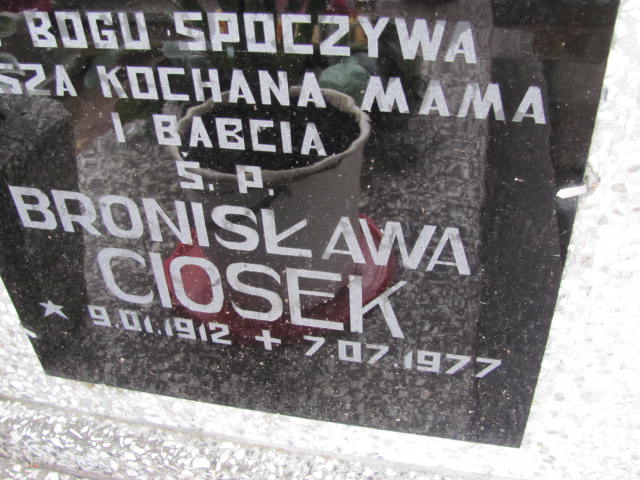 BOGU SPOCZYWA
SZA KOCHANA MAMA
I BABCIA
Ś. P.
BRONISŁAWA
CIOSEK
9.01.1912 + 7.07.1977